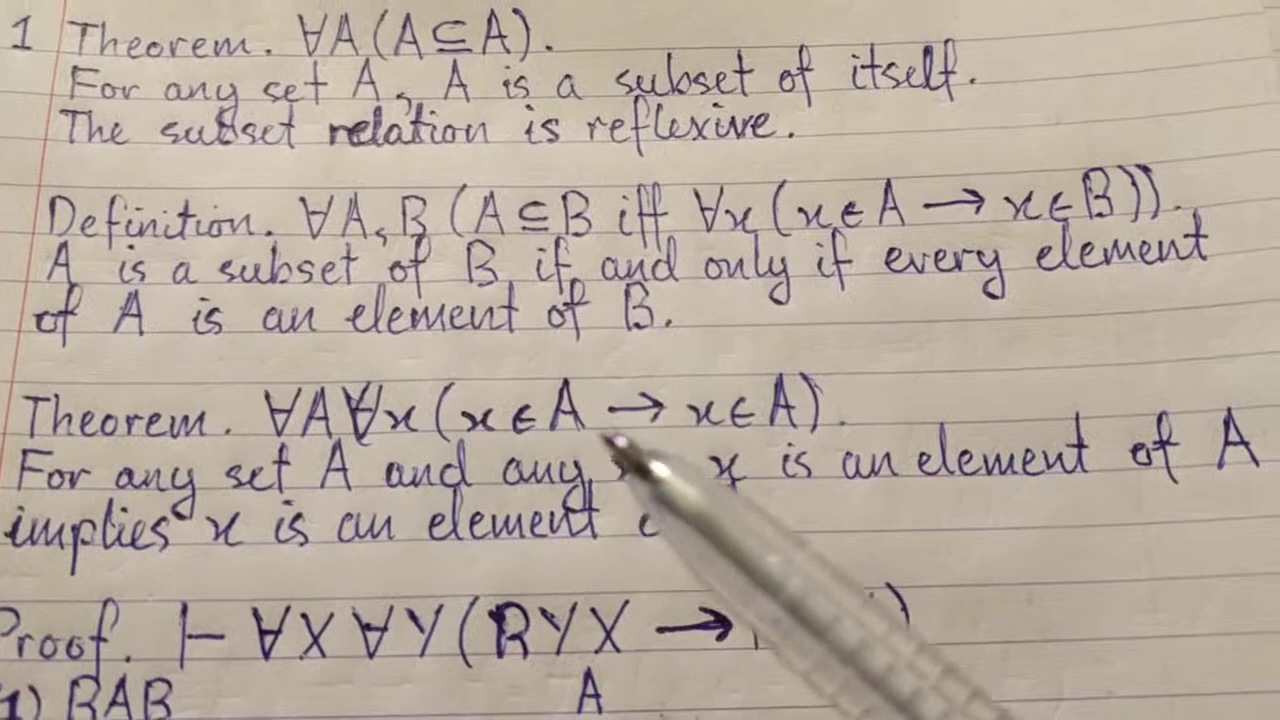 1 Theorem. ∀A(A⊆A).
For any set A, A is a subset of itself.
The subset relation is reflexive.
Definition. ∀A,B (A⊆B iff ∀x(x∈A → x∈B)).
A is a subset of B if and only if every element
of A is an element of B.
Theorem. ∀A∀x(x∈A → x∈A).
For any set A and any x is an element of A
implies x is an element
Proof. ⊢ ∀X∀Y(RYX →
1) RAB A